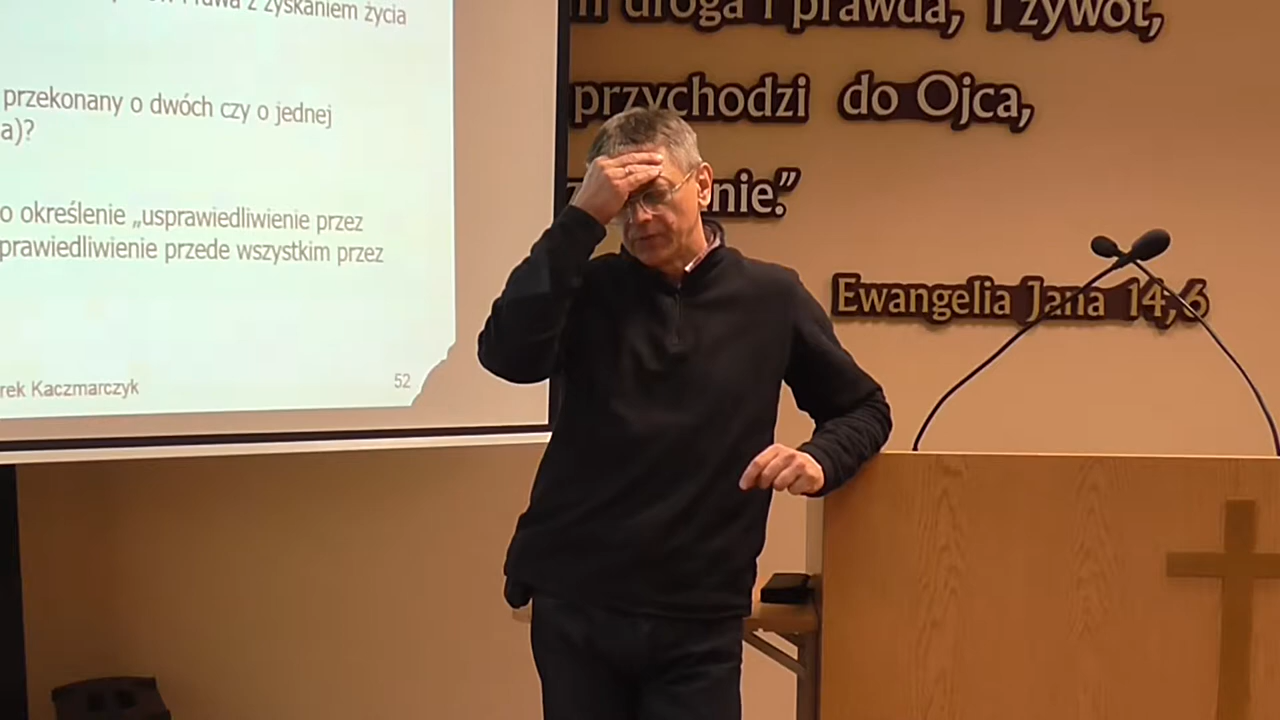 z zyskaniem życia
przekonany o dwóch czy o jednej
a)?
o określenie „usprawiedliwienie przez
prawiedliwienie przede wszystkim przez
rek Kaczmarczyk
52
droga i prawda, i żywot,
przychodzi do Ojca,
nie.”
Ewangelia Jana 14,6